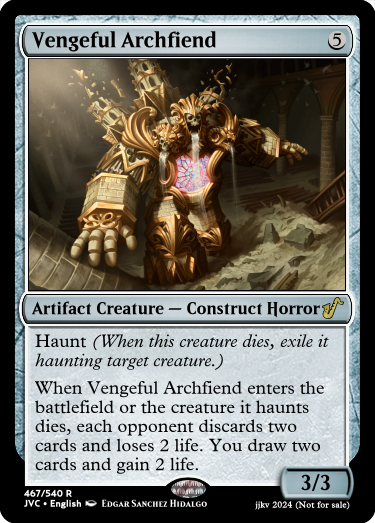 Vengeful Archfiend 5
Artifact Creature — Construct Horror
Haunt (When this creature dies, exile it
haunting target creature.)
When Vengeful Archfiend enters the
battlefield or the creature it haunts
dies, each opponent discards two
cards and loses 2 life. You draw two
cards and gain 2 life.
3/3
467/540 R
JVC • English Edgar Sanchez Hidalgo
jjkv 2024 (Not for sale)